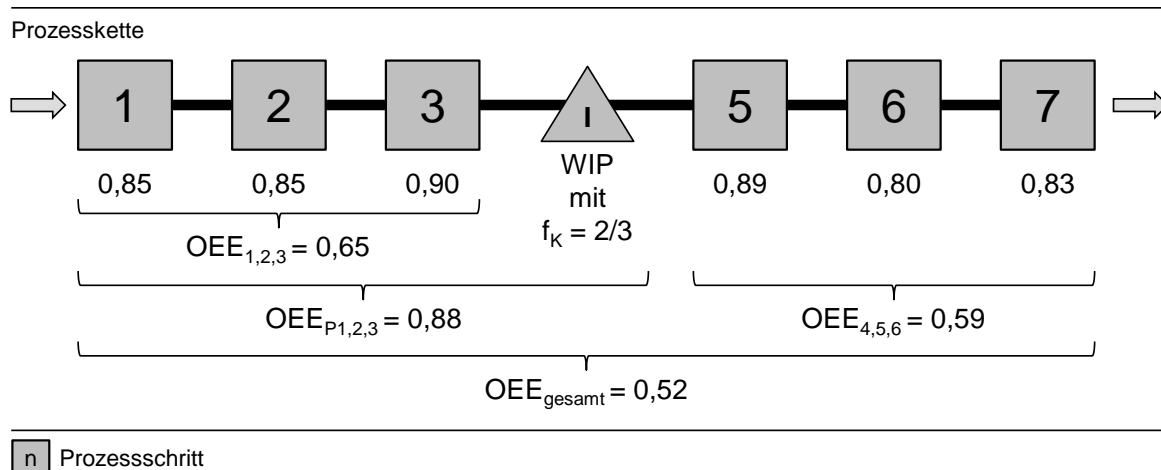 Prozesskette
1 2 3 I 5 6 7
0,85 0,85 0,90 WIP mit f_K = 2/3 0,89 0,80 0,83
OEE_1,2,3 = 0,65
OEE_P1,2,3 = 0,88 OEE_4,5,6 = 0,59
OEE_gesamt = 0,52
n Prozessschritt